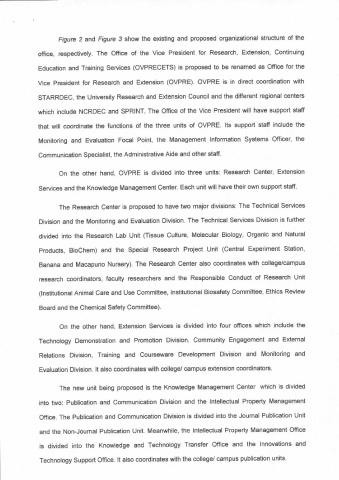 Figure 2 and Figure 3 show the existing and proposed organizational structure of the
office, respectively. The Office of the Vice President for Research, Extension, Continuing
Education and Training Services (OVPRECETS) is proposed to be renamed as Office for the
Vice President for Research and Extension (OVPRE). OVPRE is in direct coordination with
STARRDEC, the University Research and Extension Council and the different regional centers
which include NCRDEC and SPRINT. The Office of the Vice President will have support staff
that will coordinate the functions of the three units of OVPRE. Its support staff include the
Monitoring and Evaluation Focal Point, the Management Information Systems Officer, the
Communication Specialist, the Administrative Aide and other staff.
On the other hand, OVPRE is divided into three units: Research Center, Extension
Services and the Knowledge Management Center. Each unit will have their own support staff.
The Research Center is proposed to have two major divisions: The Technical Services
Division and the Monitoring and Evaluation Division. The Technical Services Division is further
divided into the Research Lab Unit (Tissue Culture, Molecular Biology, Organic and Natural
Products, BioChem) and the Special Research Project Unit (Central Experiment Station,
Banana and Macapuno Nursery). The Research Center also coordinates with college/campus
research coordinators, faculty researchers and the Responsible Conduct of Research Unit
(Institutional Animal Care and Use Committee, Institutional Biosafety Committee, Ethics Review
Board and the Chemical Safety Committee).
On the other hand, Extension Services is divided into four offices which include the
Technology Demonstration and Promotion Division, Community Engagement and External
Relations Division, Training and Courseware Development Division and Monitoring and
Evaluation Division. It also coordinates with college/ campus extension coordinators.
The new unit being proposed is the Knowledge Management Center which is divided
into two: Publication and Communication Division and the Intellectual Property Management
Office. The Publication and Communication Division is divided into the Journal Publication Unit
and the Non-Journal Publication Unit. Meanwhile, the Intellectual Property Management Office
is divided into the Knowledge and Technology Transfer Office and the Innovations and
Technology Support Office. It also coordinates with the college/ campus publication units.